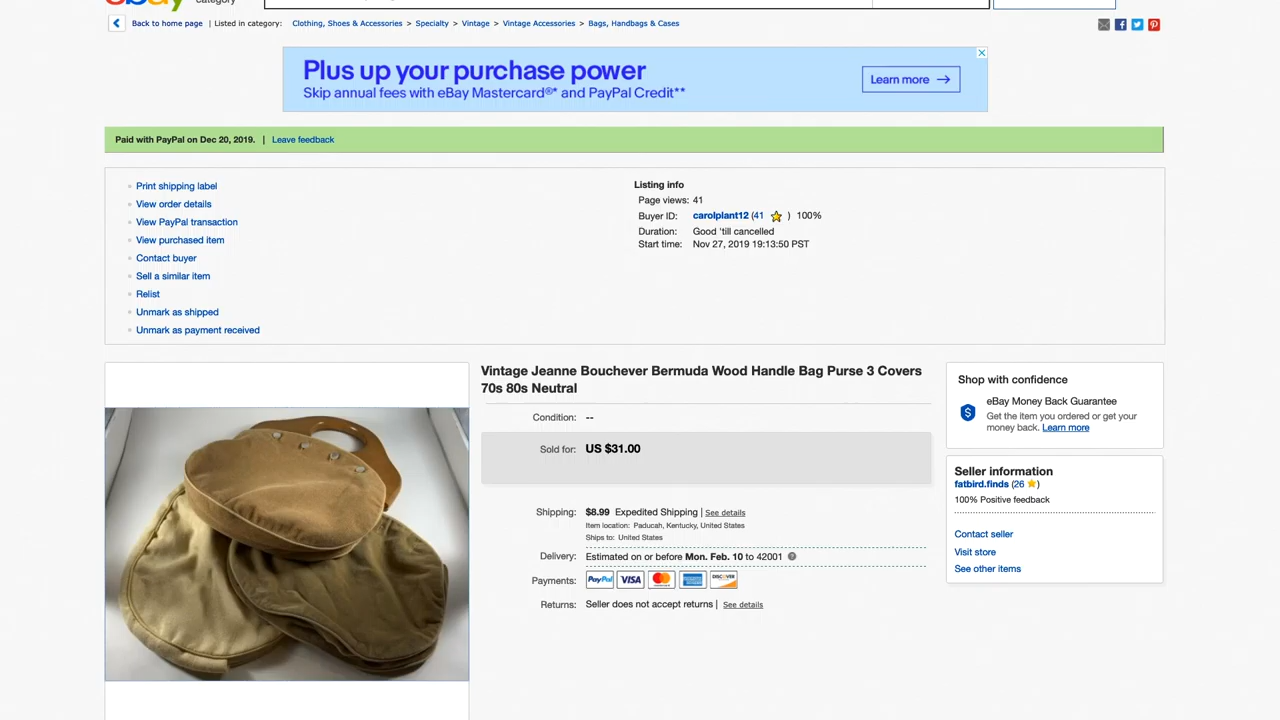 ebay
category
Back to home page | Listed in category: Clothing, Shoes & Accessories > Specialty > Vintage > Vintage Accessories > Bags, Handbags & Cases
Plus up your purchase power
Skip annual fees with eBay Mastercard®* and PayPal Credit**
Learn more →
Paid with PayPal on Dec 20, 2019. | Leave feedback
Print shipping label
View order details
View PayPal transaction
View purchased item
Contact buyer
Sell a similar item
Relist
Unmark as shipped
Unmark as payment received
Listing info
Page views: 41
Buyer ID: carolplant12 (41 ) 100%
Duration: Good 'till cancelled
Start time: Nov 27, 2019 19:13:50 PST
Vintage Jeanne Bouchever Bermuda Wood Handle Bag Purse 3 Covers
70s 80s Neutral
Condition: --
Sold for: US $31.00
Shipping: $8.99 Expedited Shipping | See details
Item location: Paducah, Kentucky, United States
Ships to: United States
Delivery: Estimated on or before Mon. Feb. 10 to 42001
Payments: PayPal VISA
Returns: Seller does not accept returns | See details
Shop with confidence
eBay Money Back Guarantee
Get the item you ordered or get your
money back. Learn more
Seller information
fatbird.finds (26 )
100% Positive feedback
Contact seller
Visit store
See other items